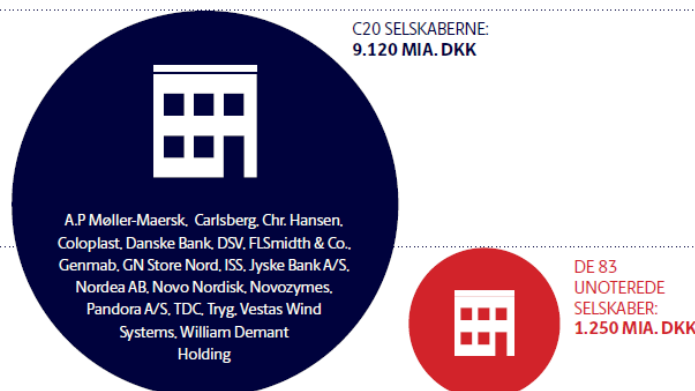 C20 SELSKABERNE:
9.120 MIA. DKK
A.P Møller-Maersk, Carlsberg, Chr. Hansen,
Coloplast, Danske Bank, DSV, FLSmidth & Co.,
Genmab, GN Store Nord, ISS, Jyske Bank A/S,
Nordea AB, Novo Nordisk, Novozymes,
Pandora A/S, TDC, Tryg, Vestas Wind
Systems, William Demant
Holding
DE 83
UNOTEREDE
SELSKABER:
1.250 MIA. DKK